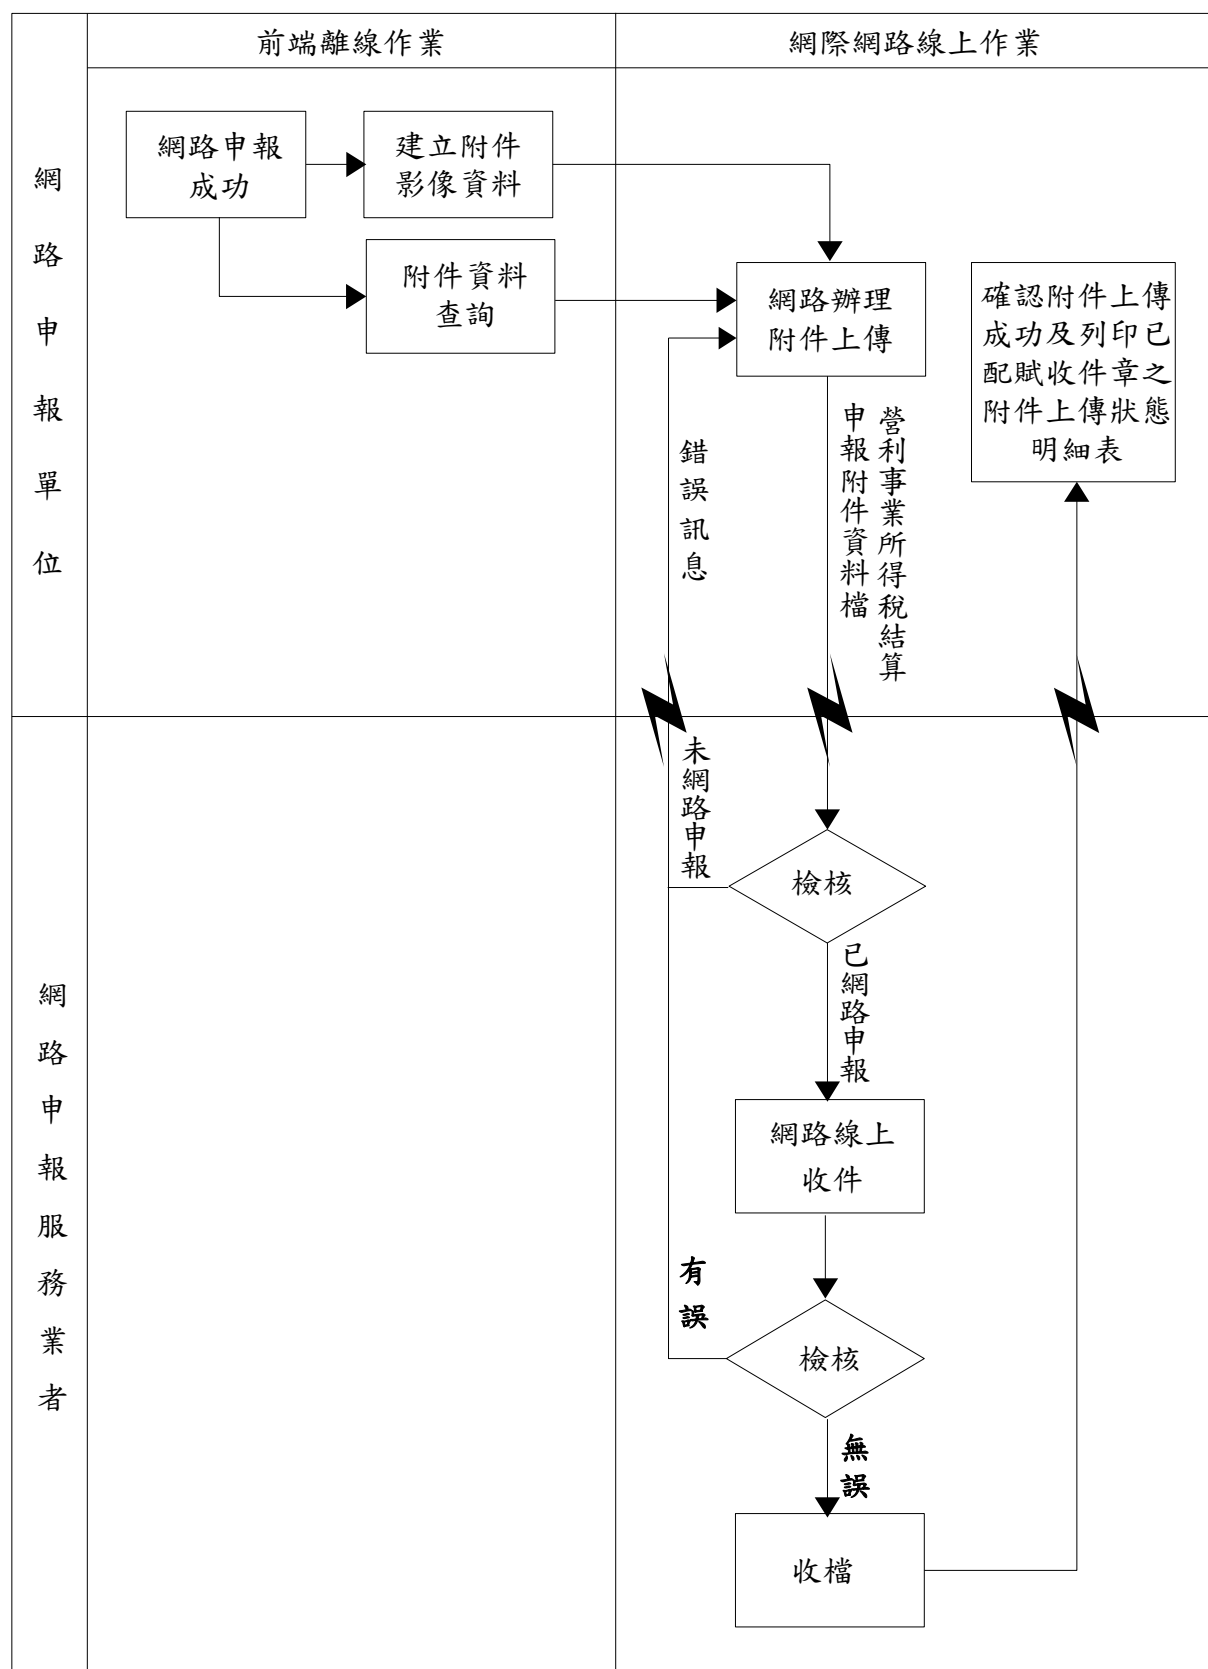 前端離線作業
網際網路線上作業
網路申報單位
網路申報
成功
建立附件
影像資料
附件資料
查詢
網路辦理
附件上傳
確認附件上傳
成功及列印已
配賦收件章之
附件上傳狀態
明細表
錯誤訊息
營利事業所得稅結算
申報附件資料檔
網路申報服務業者
未網路申報
檢核
已網路申報
網路線上
收件
有誤
檢核
無誤
收檔